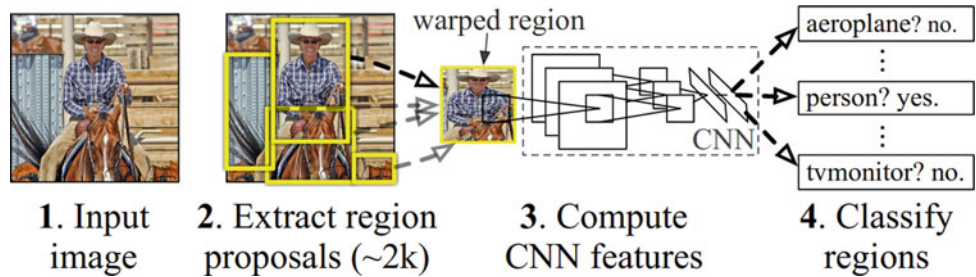 warped region
aeroplane? no.
person? yes.
CNN
tvmonitor? no.
1. Input
image
2. Extract region
proposals (~2k)
3. Compute
CNN features
4. Classify
regions